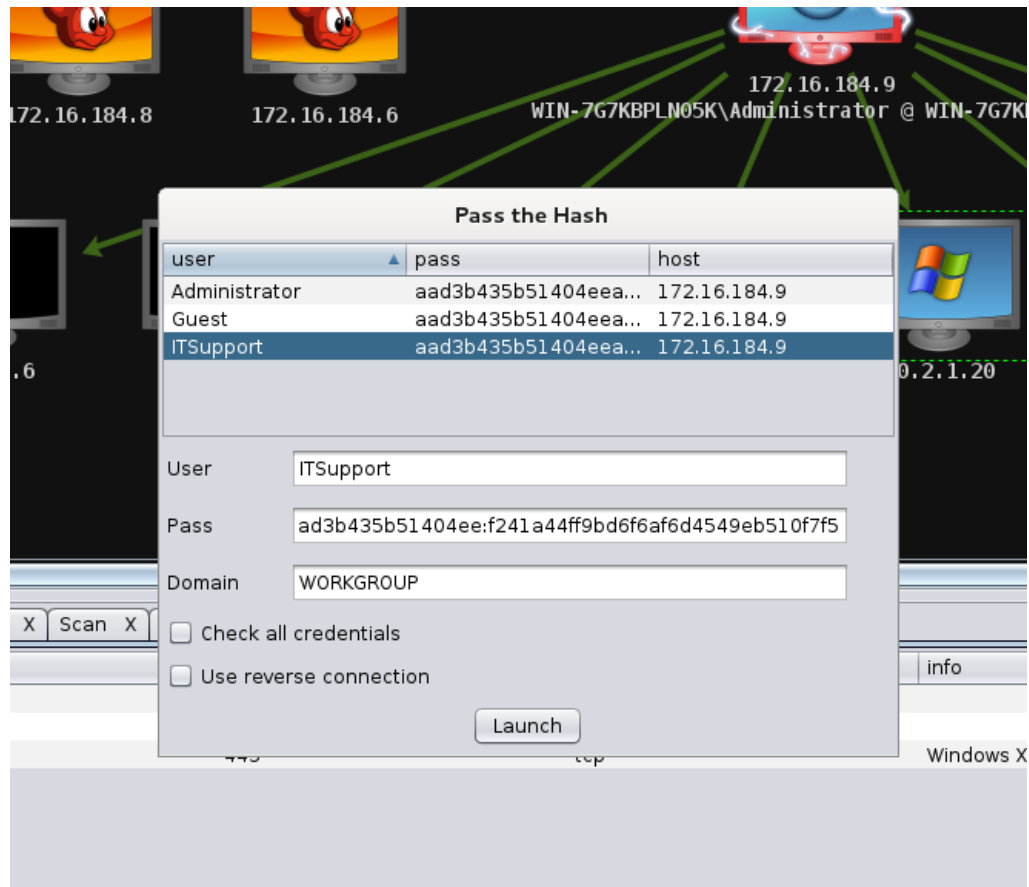 172.16.184.8
172.16.184.6
172.16.184.9
WIN-7G7KBPLN05K\Administrator @ WIN-7G7K
Pass the Hash
user pass host
Administrator aad3b435b51404eea... 172.16.184.9
Guest aad3b435b51404eea... 172.16.184.9
ITSupport aad3b435b51404eea... 172.16.184.9
.6
0.2.1.20
User ITSupport
Pass ad3b435b51404ee:f241a44ff9bd6f6af6d4549eb510f7f5
Domain WORKGROUP
X Scan X
Check all credentials
info
Use reverse connection
Launch
445 tcp Windows X